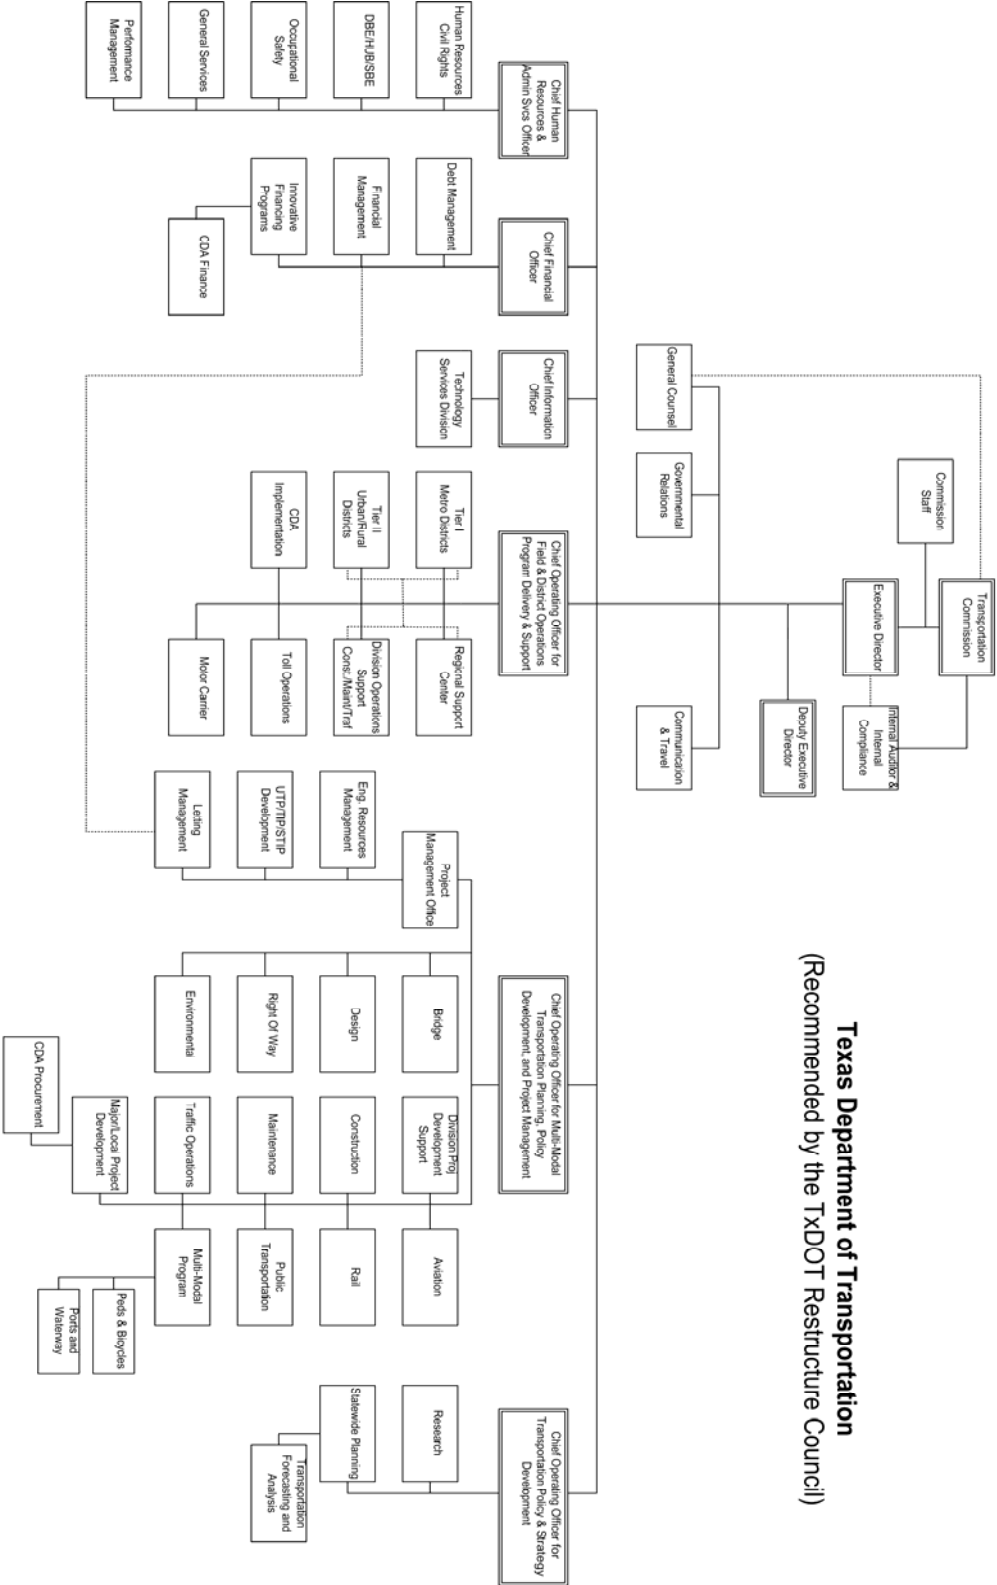 Texas Department of Transportation
(Recommended by the TxDOT Restructure Council)
Transportation
Commission
Commission
Staff
Executive Director
Internal Auditor &
Internal
Compliance
Deputy Executive
Director
General Counsel
Governmental
Relations
Communication
& Travel
Chief Human
Resources &
Admin Svcs Officer
Chief Financial
Officer
Chief Information
Officer
Chief Operating Officer for
Field & District Operations
Program Delivery & Support
Chief Operating Officer for Multi-Modal
Transportation Planning, Policy
Development, and Project Management
Chief Operating Officer for
Transportation Policy & Strategy
Development
Human Resources
Civil Rights
DBE/HUB/SBE
Occupational
Safety
General Services
Performance
Management
Debt Management
Financial
Management
Innovative
Financing
Programs
CDA Finance
Technology
Services Division
Tier I
Metro Districts
Tier II
Urban/Rural
Districts
CDA
Implementation
Regional Support
Center
Division Operations
Support
Cons./Maint/Traf
Toll Operations
Motor Carrier
Project
Management Office
Eng. Resources
Management
UTP/TIP/STIP
Development
Letting
Management
Bridge
Design
Right Of Way
Environmental
Division Proj
Development
Support
Construction
Maintenance
Traffic Operations
Major/Local Project
Development
CDA Procurement
Aviation
Rail
Public
Transportation
Multi-Modal
Program
Peds & Bicycles
Ports and
Waterway
Research
Statewide Planning
Transportation
Forecasting and
Analysis